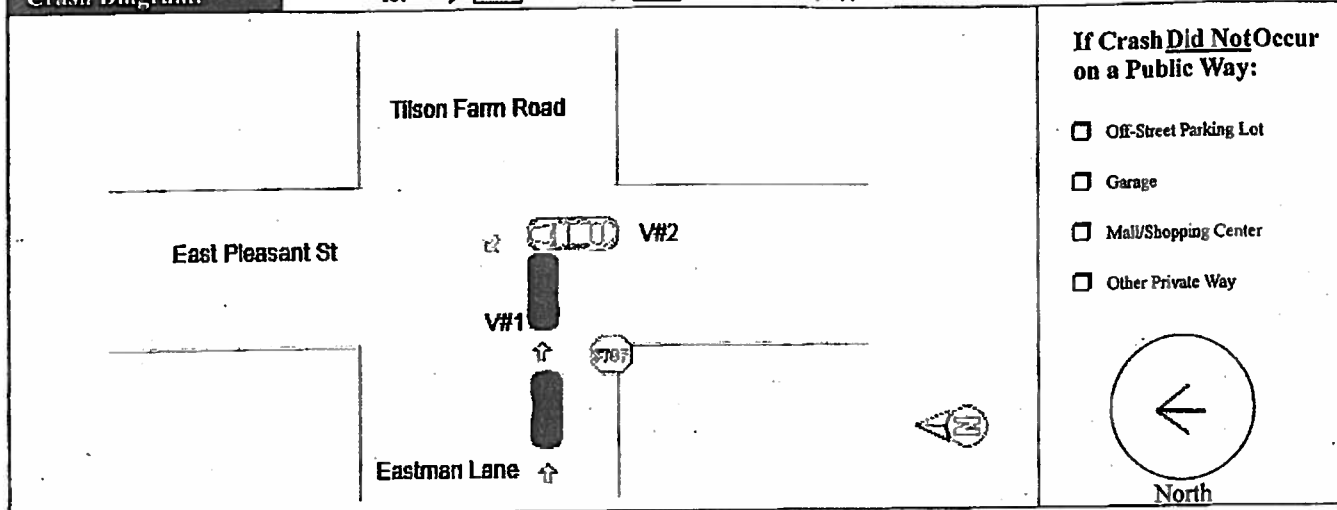 Crash Diagram
If Crash Did Not Occur
on a Public Way:
Tilson Farm Road
Off-Street Parking Lot
Garage
V#2
Mall/Shopping Center
East Pleasant St
Other Private Way
V#1
N
Eastman Lane
North